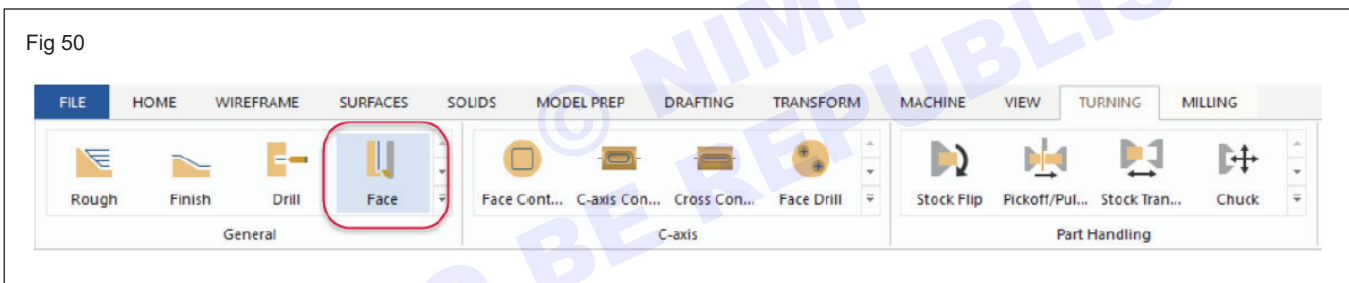 Fig 50
FILE HOME WIREFRAME SURFACES SOLIDS MODEL PREP DRAFTING TRANSFORM MACHINE VIEW TURNING MILLING
Rough Finish Drill Face Face Cont... C-axis Con... Cross Con... Face Drill Stock Flip Pickoff/Pul... Stock Tran... Chuck
General C-axis Part Handling
© NIMI
BE REPUBLIS